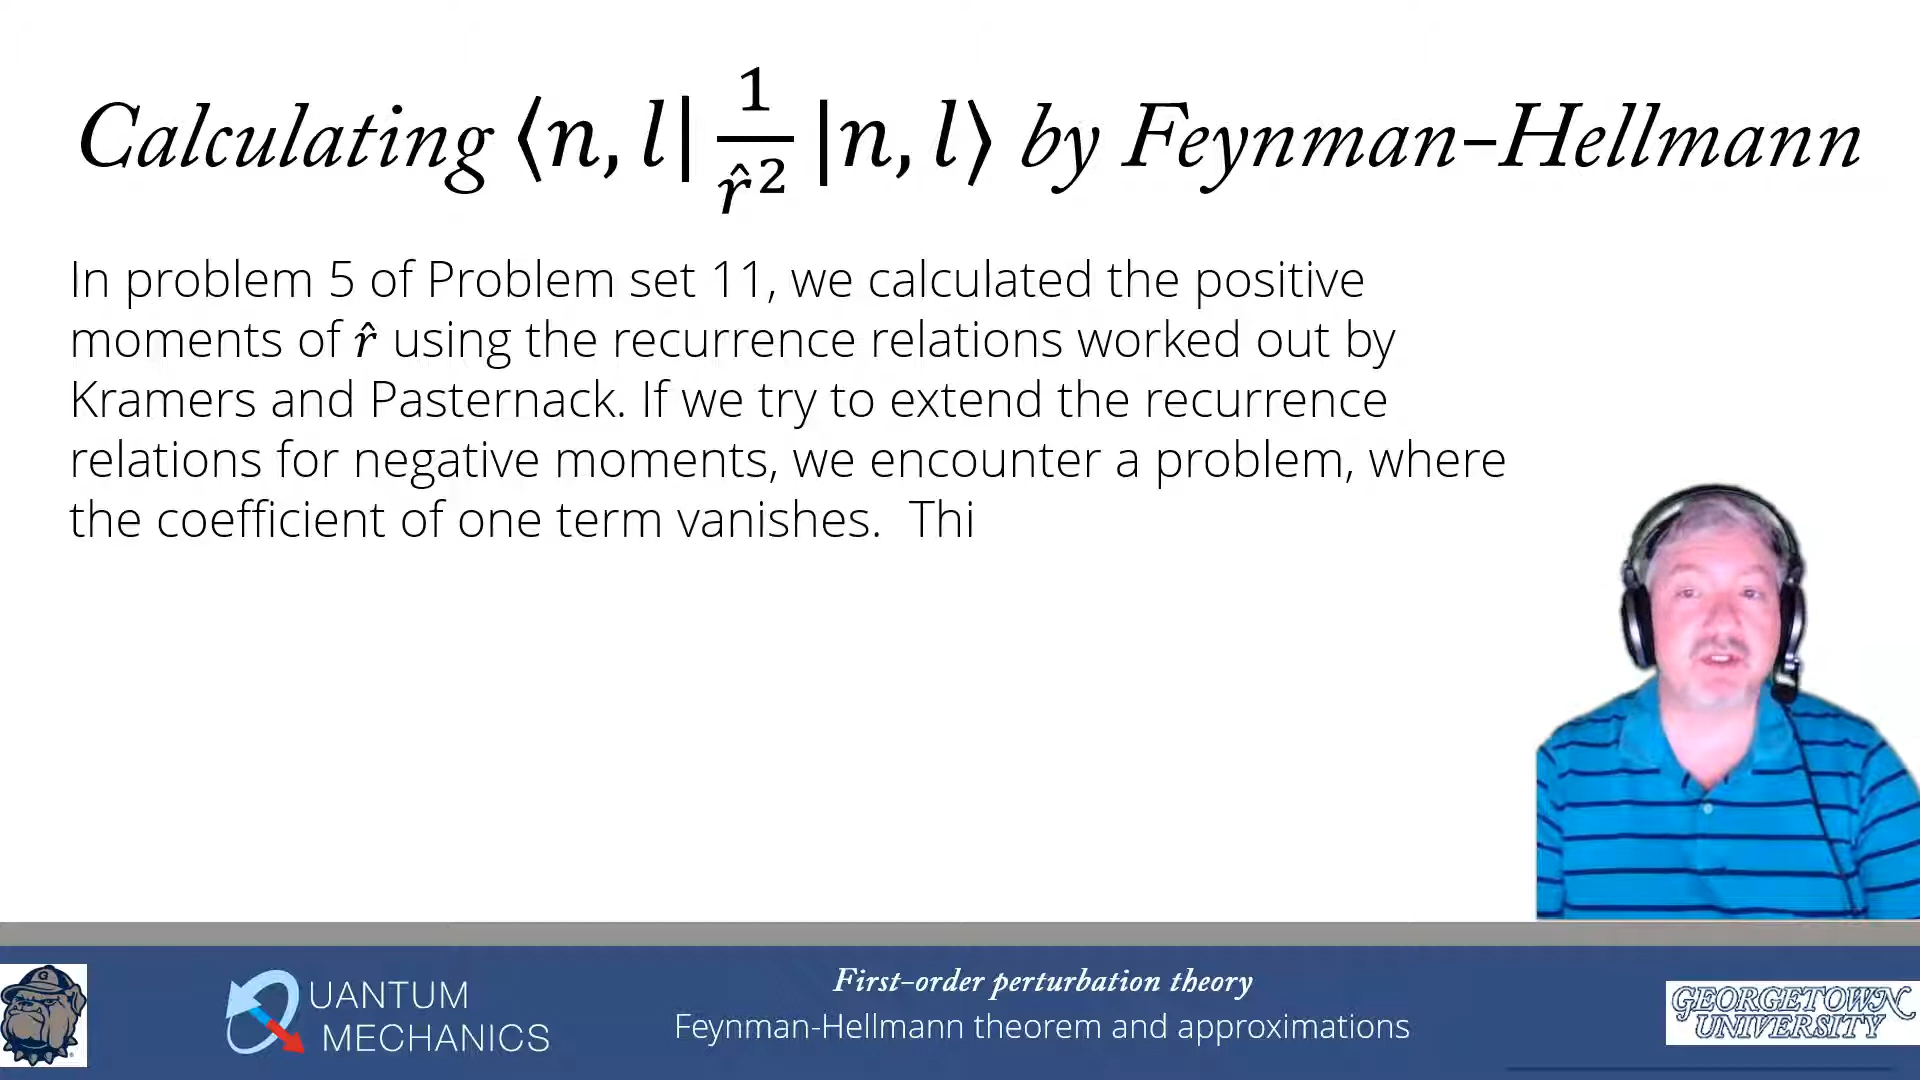 Calculating ⟨n, l| 1/r̂² |n, l⟩ by Feynman-Hellmann
In problem 5 of Problem set 11, we calculated the positive
moments of r̂ using the recurrence relations worked out by
Kramers and Pasternack. If we try to extend the recurrence
relations for negative moments, we encounter a problem, where
the coefficient of one term vanishes. Thi
G
QUANTUM
MECHANICS
First-order perturbation theory
Feynman-Hellmann theorem and approximations
GEORGETOWN
UNIVERSITY